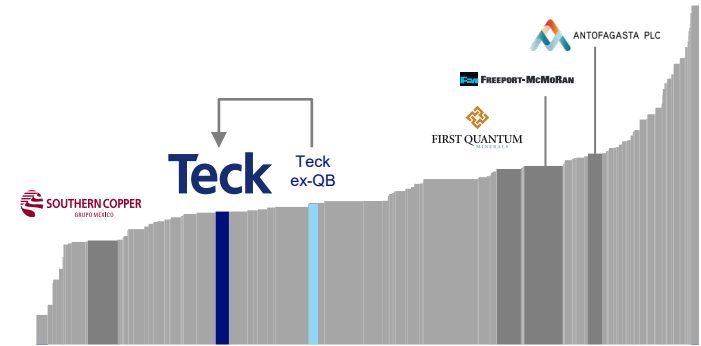 ANTOFAGASTA PLC
FREEPORT-McMoRAN
FIRST QUANTUM
MINERALS
Teck
Teck
ex-QB
SOUTHERN COPPER
GRUPO MEXICO